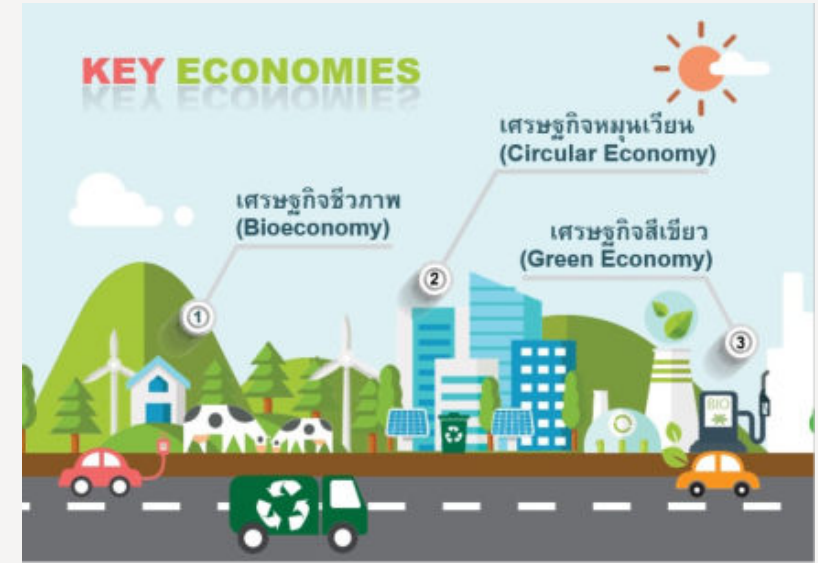 KEY ECONOMIES
เศรษฐกิจหมุนเวียน
(Circular Economy)
เศรษฐกิจชีวภาพ
(Bioeconomy)
เศรษฐกิจสีเขียว
(Green Economy)
2
1
3
BIO